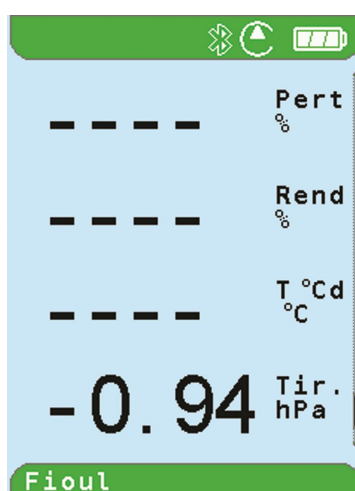 ---- Pert
%
---- Rend
%
---- T °Cd
°C
-0.94 Tir.
hPa
Fioul